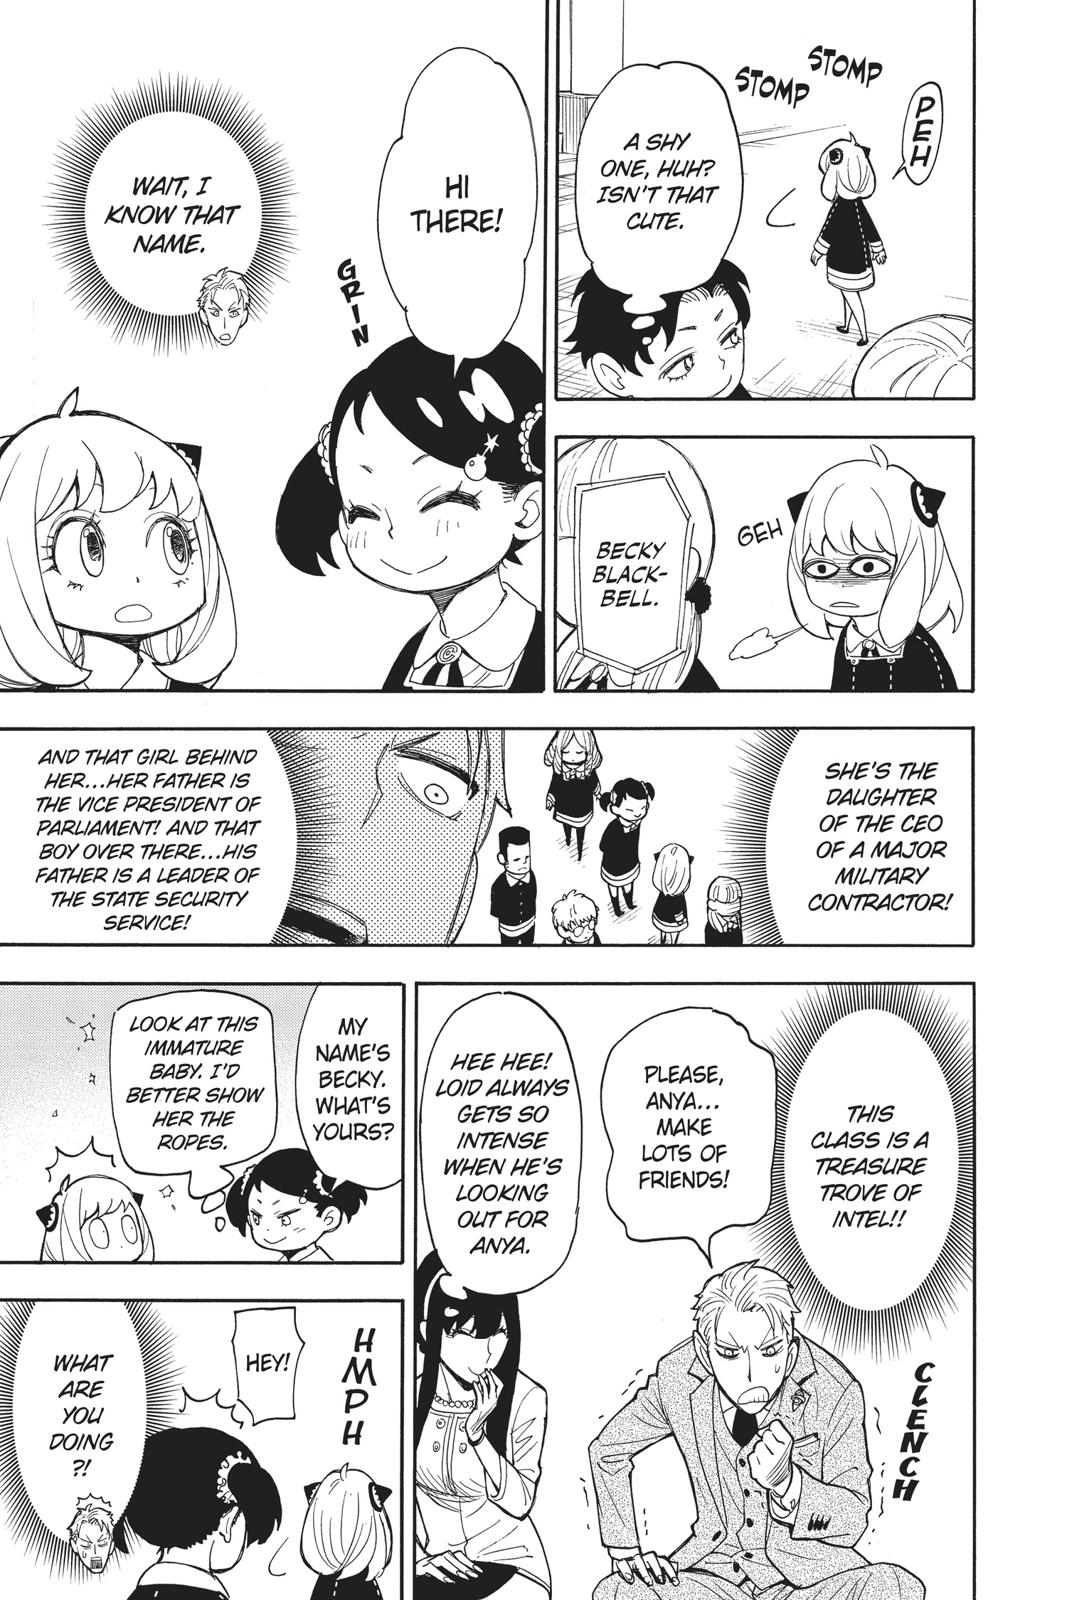 STOMP
STOMP
PEH
A SHY
ONE, HUH?
ISN'T THAT
CUTE.
HI
THERE!
GRIN
WAIT, I
KNOW THAT
NAME.
GEH
BECKY
BLACK-
BELL.
C
SHE'S THE
DAUGHTER
OF THE CEO
OF A MAJOR
MILITARY
CONTRACTOR!
AND THAT GIRL BEHIND
HER...HER FATHER IS
THE VICE PRESIDENT OF
PARLIAMENT! AND THAT
BOY OVER THERE...HIS
FATHER IS A LEADER OF
THE STATE SECURITY
SERVICE!
THIS
CLASS IS A
TREASURE
TROVE OF
INTEL!!
PLEASE,
ANYA...
MAKE
LOTS OF
FRIENDS!
CLENCH
HEE HEE!
LOID ALWAYS
GETS SO
INTENSE
WHEN HE'S
LOOKING
OUT FOR
ANYA.
MY
NAME'S
BECKY.
WHAT'S
YOURS?
LOOK AT THIS
IMMATURE
BABY. I'D
BETTER SHOW
HER THE
ROPES.
HMPH
HEY!
WHAT
ARE
YOU
DOING
?!